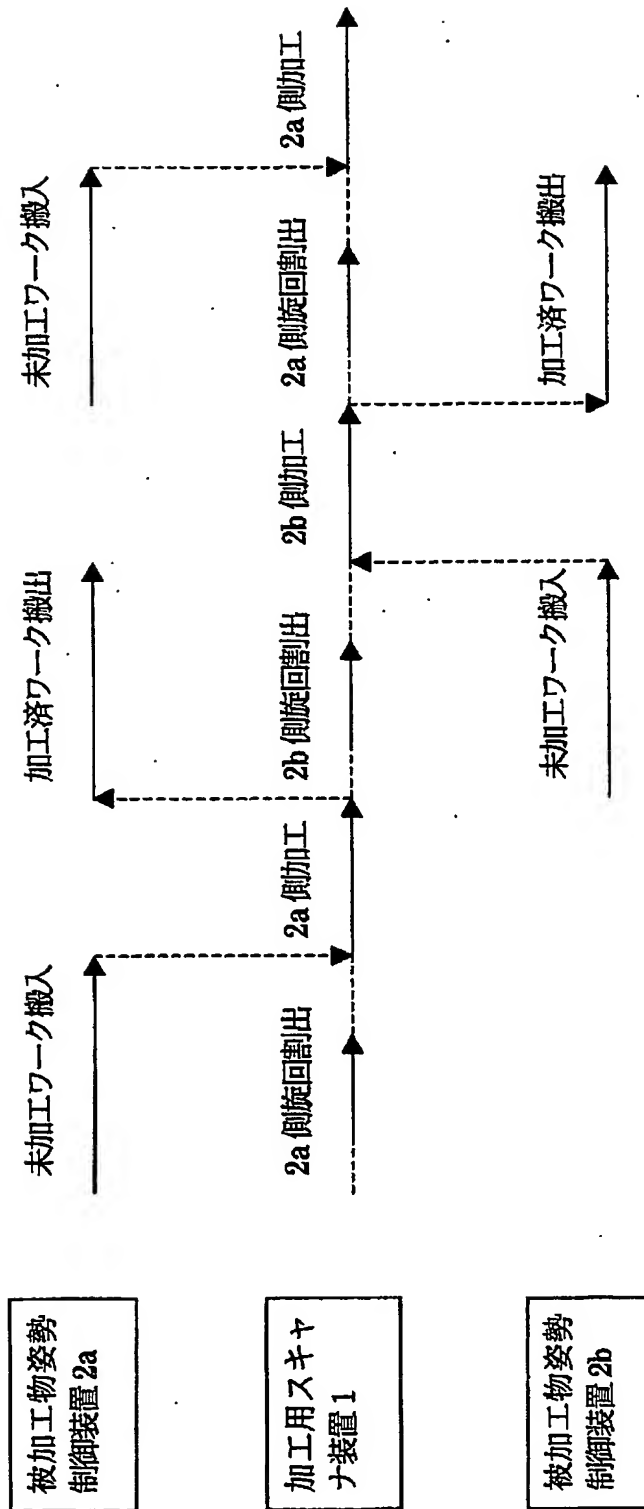 被加工物姿勢
制御装置 2a
未加工ワーク搬入
加工済ワーク搬出
未加工ワーク搬入
加工用スキャ
ナ装置 1
2a 側旋回割出
2a 側加工
2b 側旋回割出
2b 側加工
2a 側旋回割出
2a 側加工
被加工物姿勢
制御装置 2b
未加工ワーク搬入
加工済ワーク搬出